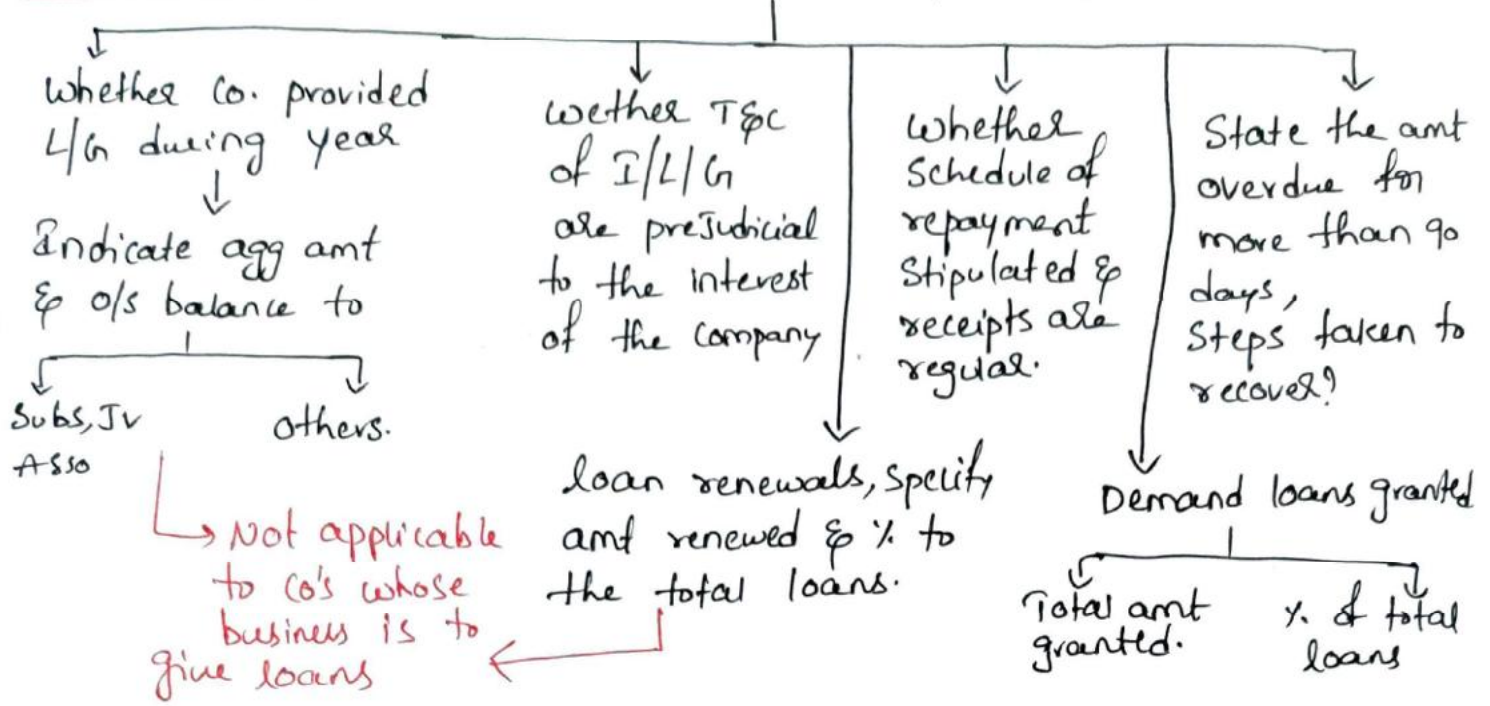 Whether Co. provided
L/G during year
Indicate agg amt
& o/s balance to
Subs, JV
Asso
others.
Not applicable
to co's whose
business is to
give loans
wether T&C
of I/L/G
are prejudicial
to the interest
of the company
loan renewals, specify
amt renewed & % to
the total loans.
Whether
Schedule of
repayment
Stipulated &
receipts are
regular.
State the amt
overdue for
more than 90
days,
Steps taken to
recover?
Demand loans granted
Total amt
granted.
% of total
loans